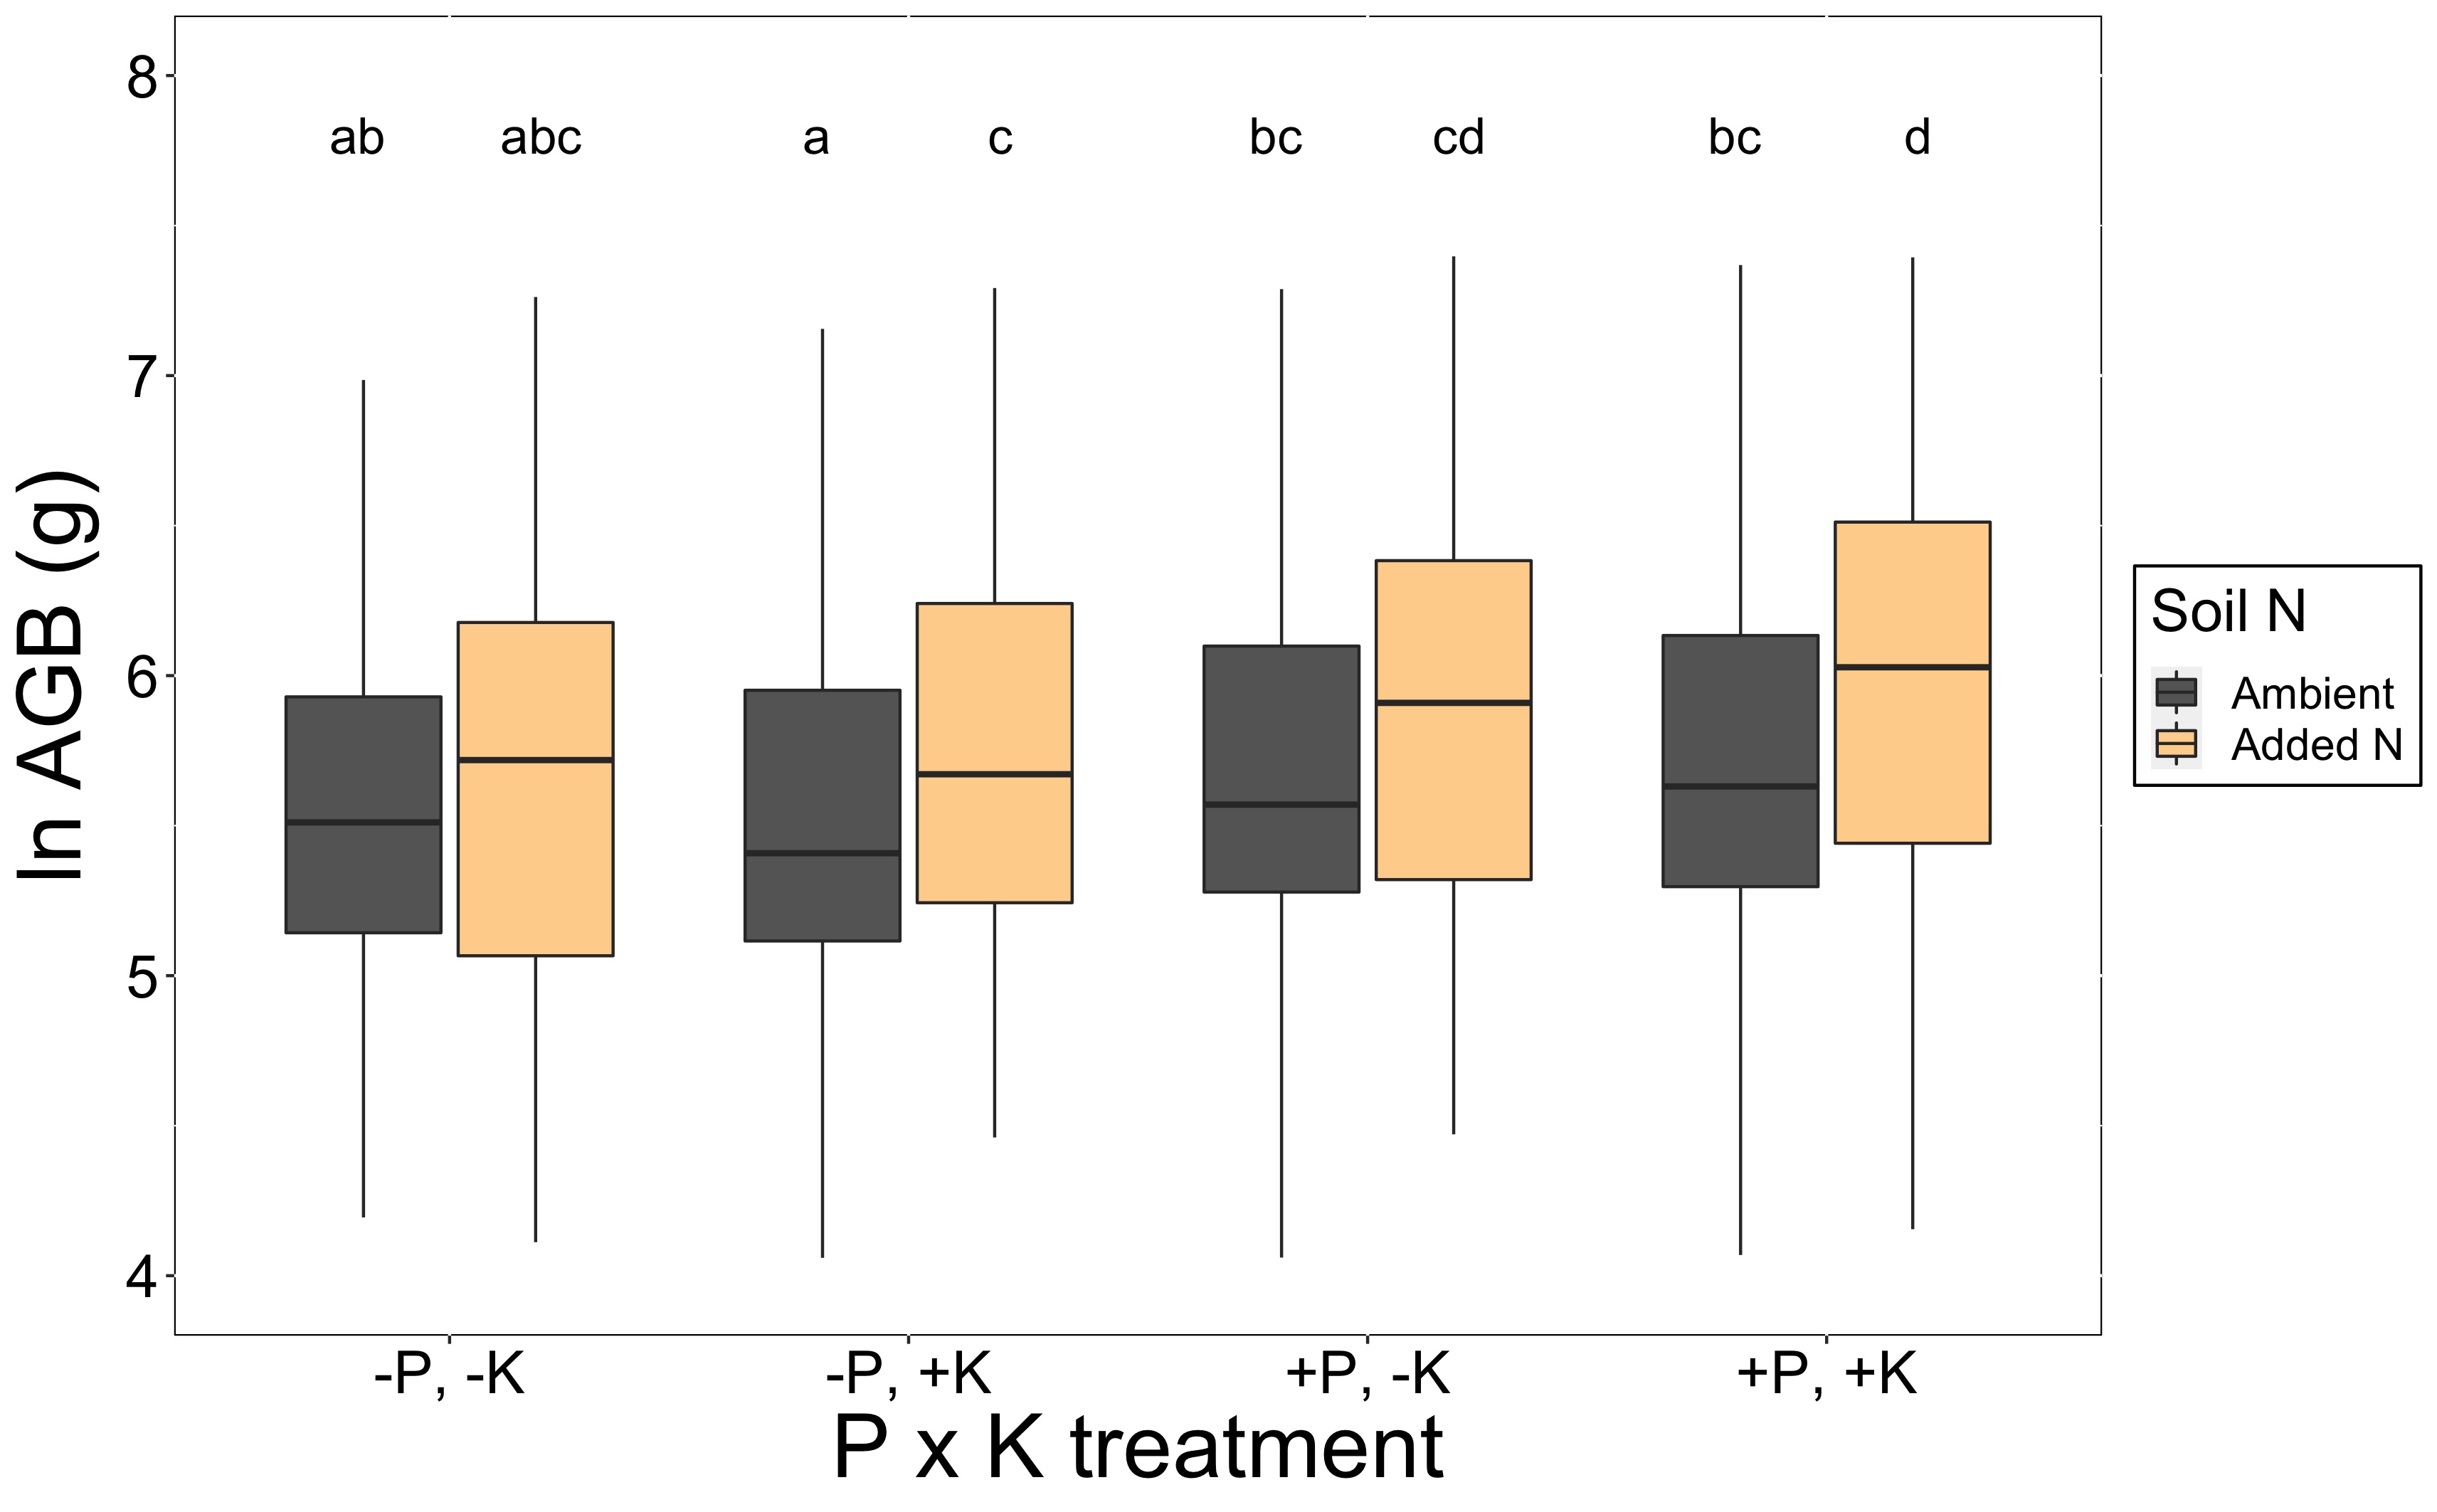 ln AGB (g)
8
7
6
5
4
ab abc a c bc cd bc d
-P, -K -P, +K +P, -K +P, +K
P x K treatment
Soil N
Ambient
Added N